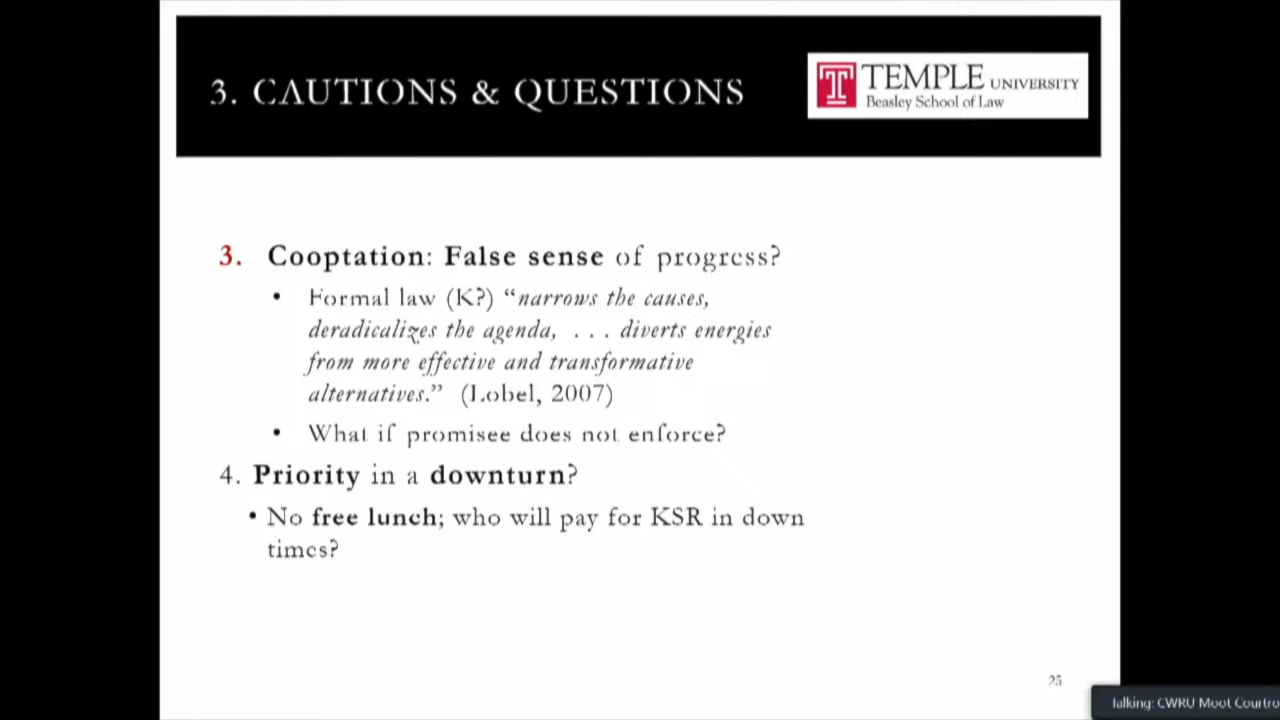 3. CAUTIONS & QUESTIONS
TEMPLE UNIVERSITY
Beasley School of Law
3. Cooptation: False sense of progress?
• Formal law (K?) “narrows the causes,
deradicalizes the agenda, . . . diverts energies
from more effective and transformative
alternatives.” (Lobel, 2007)
• What if promisee does not enforce?
4. Priority in a downturn?
• No free lunch; who will pay for KSR in down
times?
25
Talking: CWRU Moot Courtro